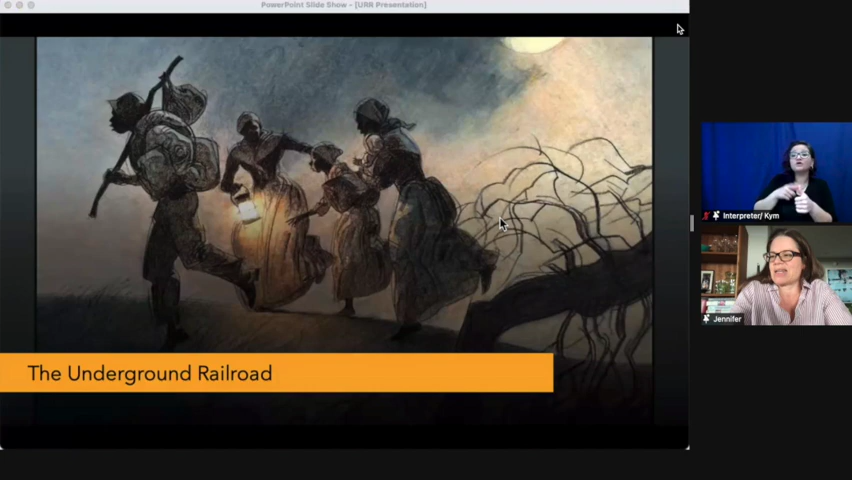 PowerPoint Slide Show - [URR Presentation]
The Underground Railroad
Interpreter/ Kym
Jennifer